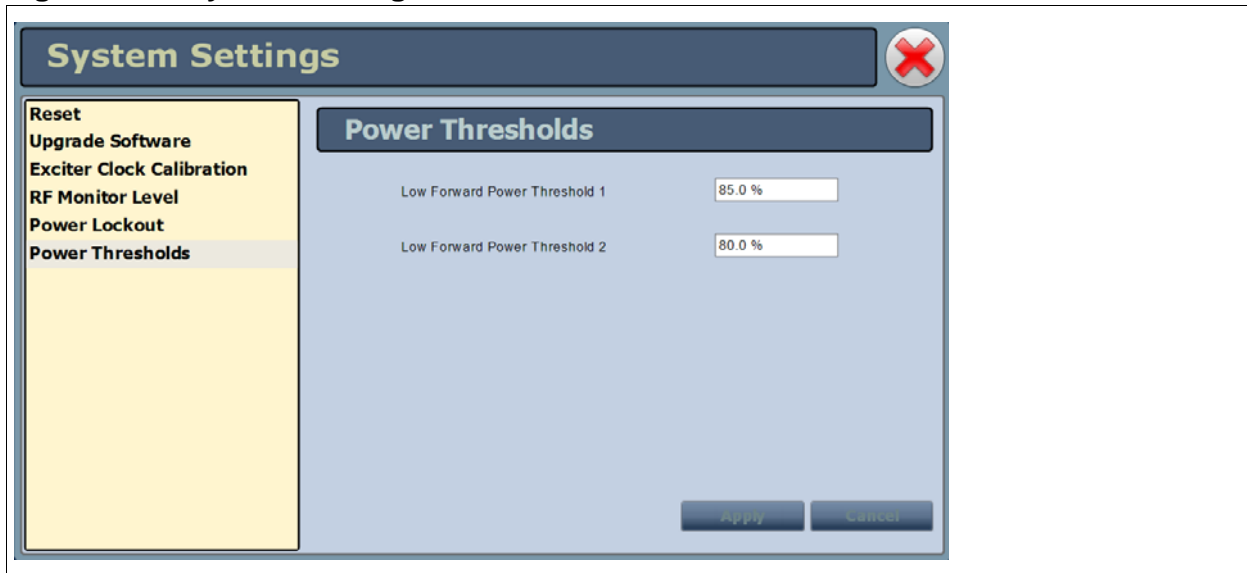 System Settings
Reset
Upgrade Software
Exciter Clock Calibration
RF Monitor Level
Power Lockout
Power Thresholds
Power Thresholds
Low Forward Power Threshold 1
85.0 %
Low Forward Power Threshold 2
80.0 %
Apply
Cancel